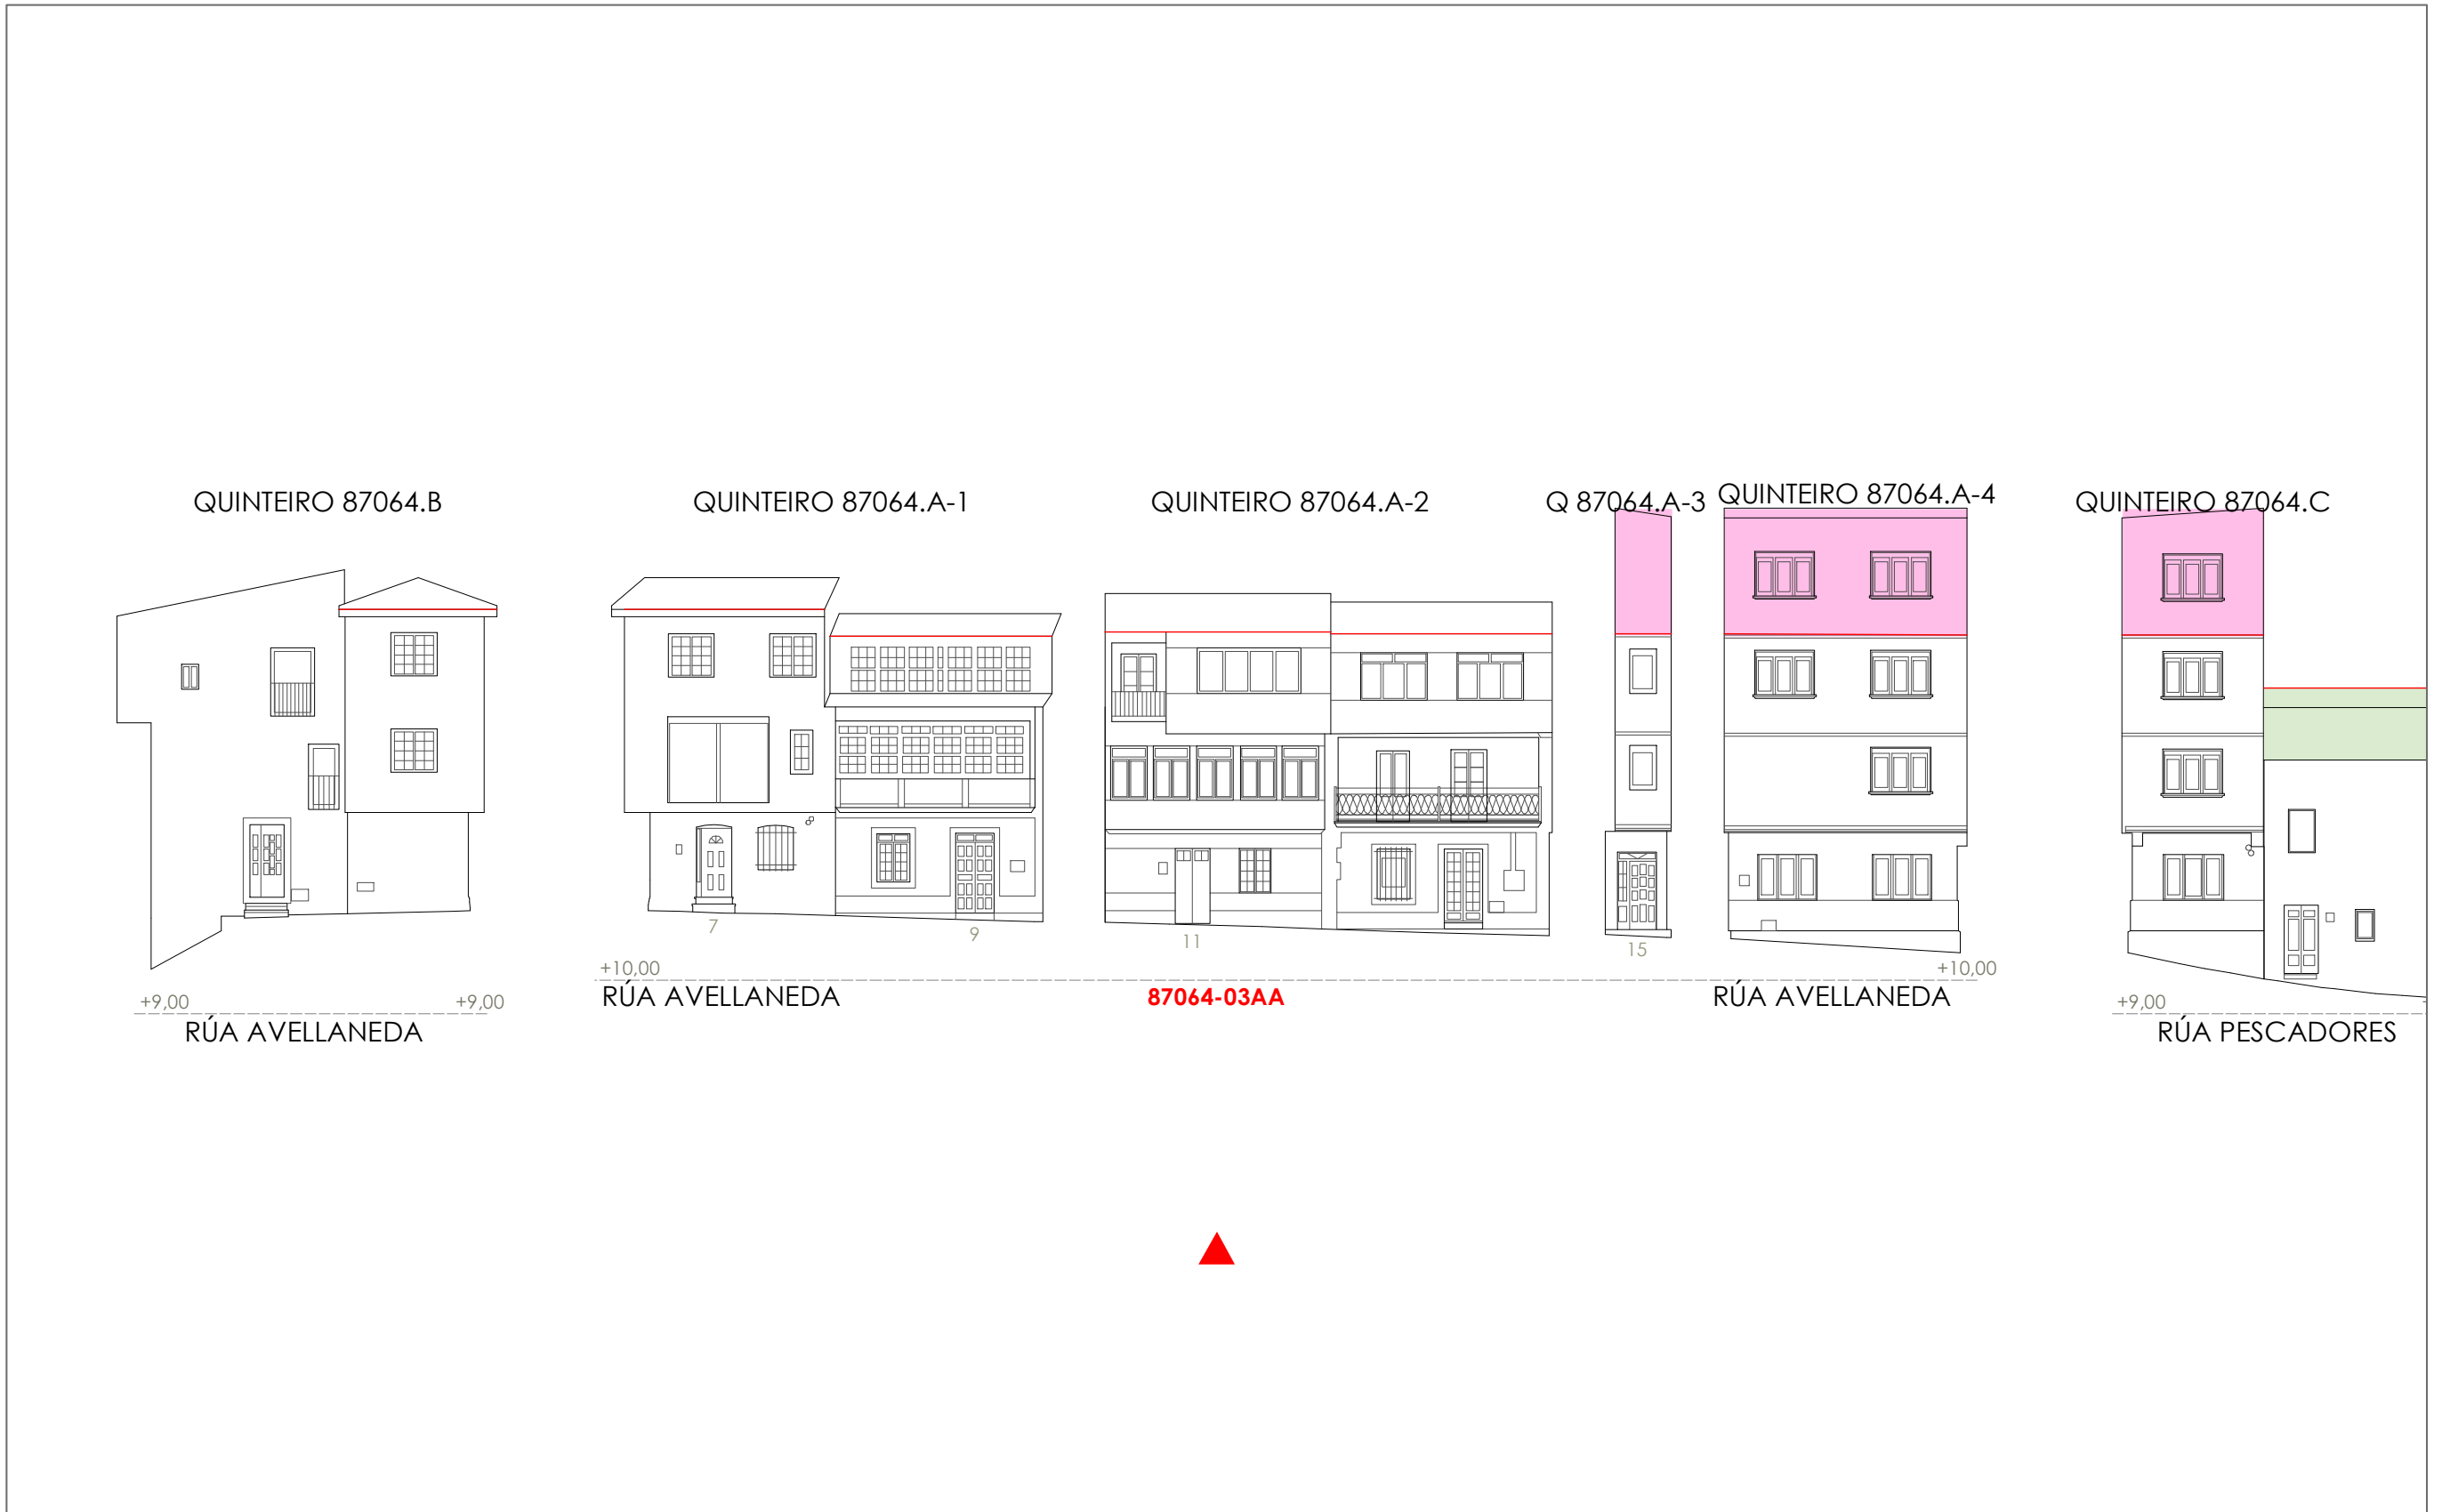 QUINTEIRO 87064.B
QUINTEIRO 87064.A-1
QUINTEIRO 87064.A-2
Q 87064.A-3
QUINTEIRO 87064.A-4
QUINTEIRO 87064.C
7
9
11
15
+10,00
+10,00
RÚA AVELLANEDA
87064-03AA
RÚA AVELLANEDA
+9,00
+9,00
+9,00
RÚA AVELLANEDA
RÚA PESCADORES